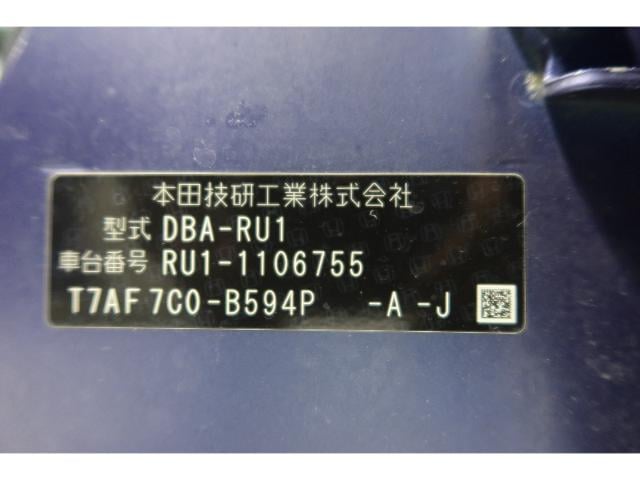 本田技研工業株式会社
型式 DBA-RU1
車台番号 RU1-1106755
T7AF 7C0-B594P -A -J